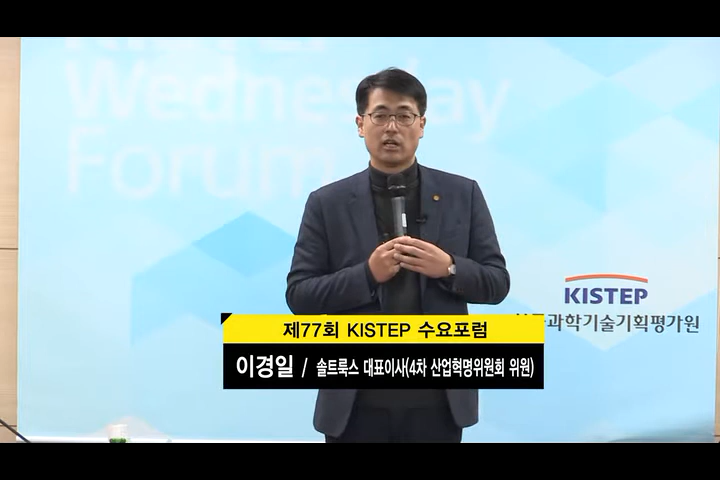 KISTEP
Wednesday
Forum
KISTEP
과학기술기획평가원
제77회 KISTEP 수요포럼
이경일 / 솔트룩스 대표이사(4차 산업혁명위원회 위원)